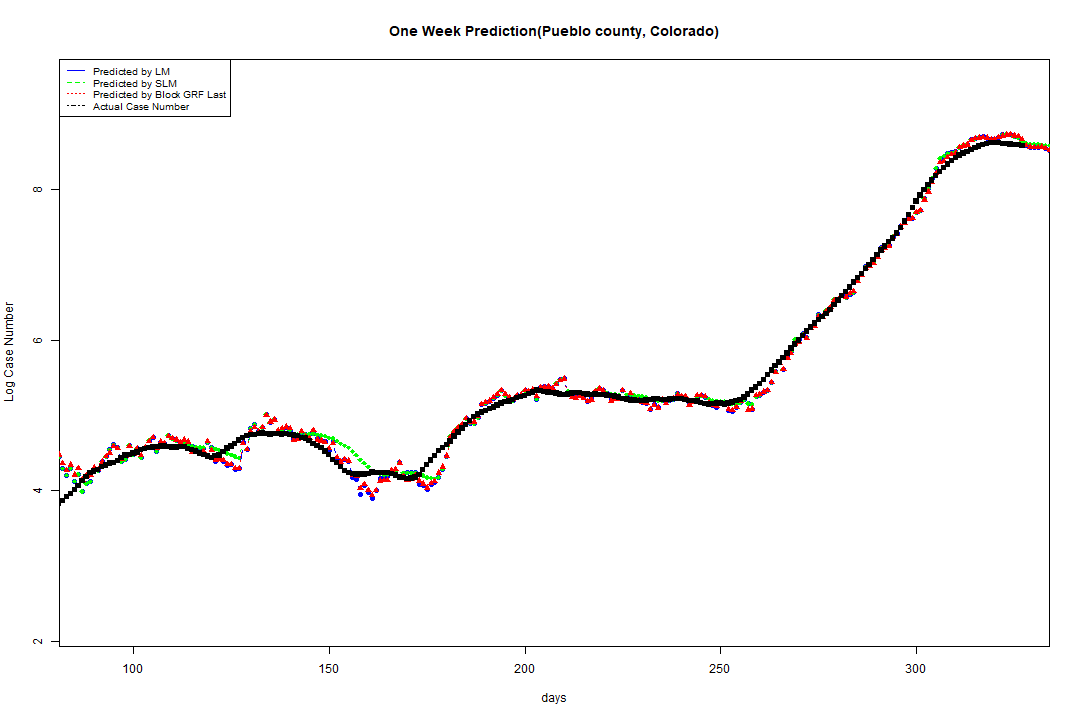 One Week Prediction(Pueblo county, Colorado)
Predicted by LM
Predicted by SLM
Predicted by Block GRF Last
Actual Case Number
8
6
4
2
Log Case Number
100 150 200 250 300
days